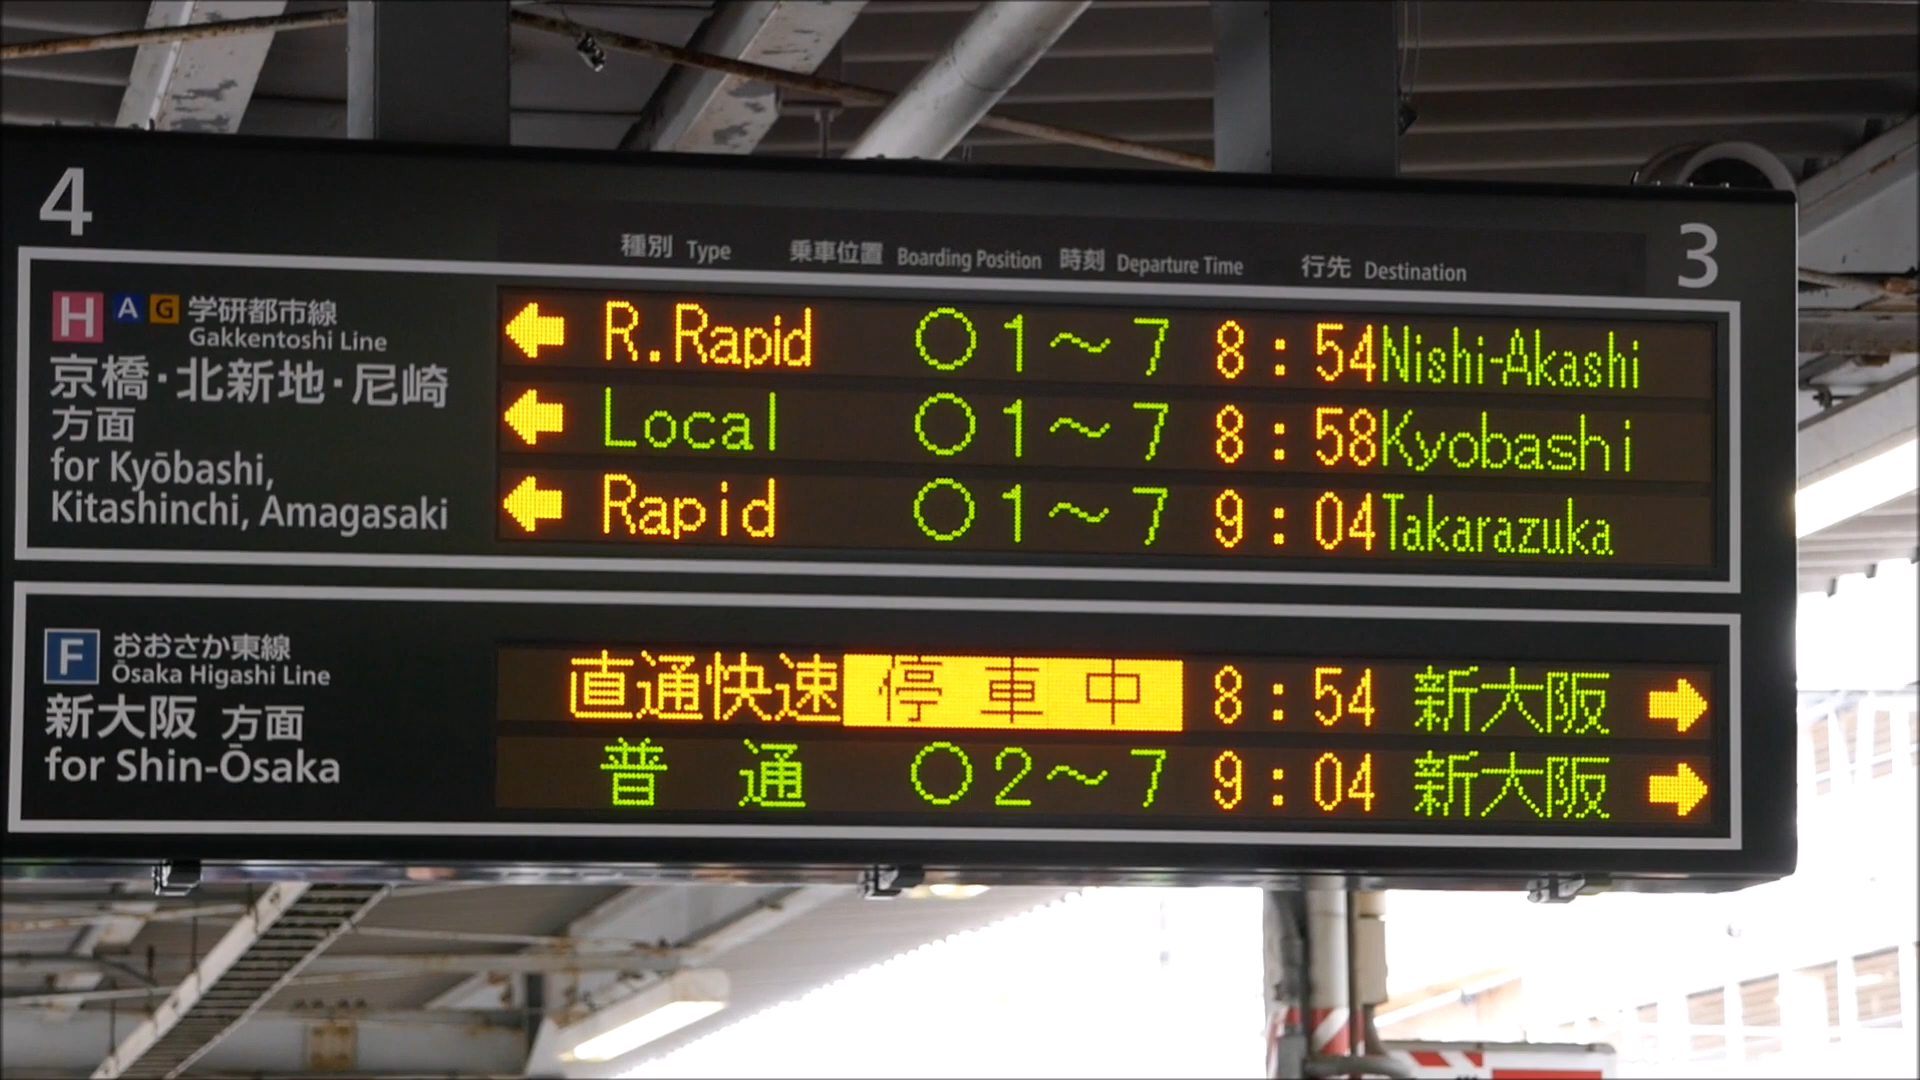 4
3
種別 Type 乗車位置 Boarding Position 時刻 Departure Time 行先 Destination
H A G 学研都市線
Gakkentoshi Line
京橋・北新地・尼崎
方面
for Kyōbashi,
Kitashinchi, Amagasaki
R.Rapid ○1～7 8:54 Nishi-Akashi
Local ○1～7 8:58 Kyobashi
Rapid ○1～7 9:04 Takarazuka
F おおさか東線
Ōsaka Higashi Line
新大阪 方面
for Shin-Ōsaka
直通快速 停車中 8:54 新大阪
普通 ○2～7 9:04 新大阪